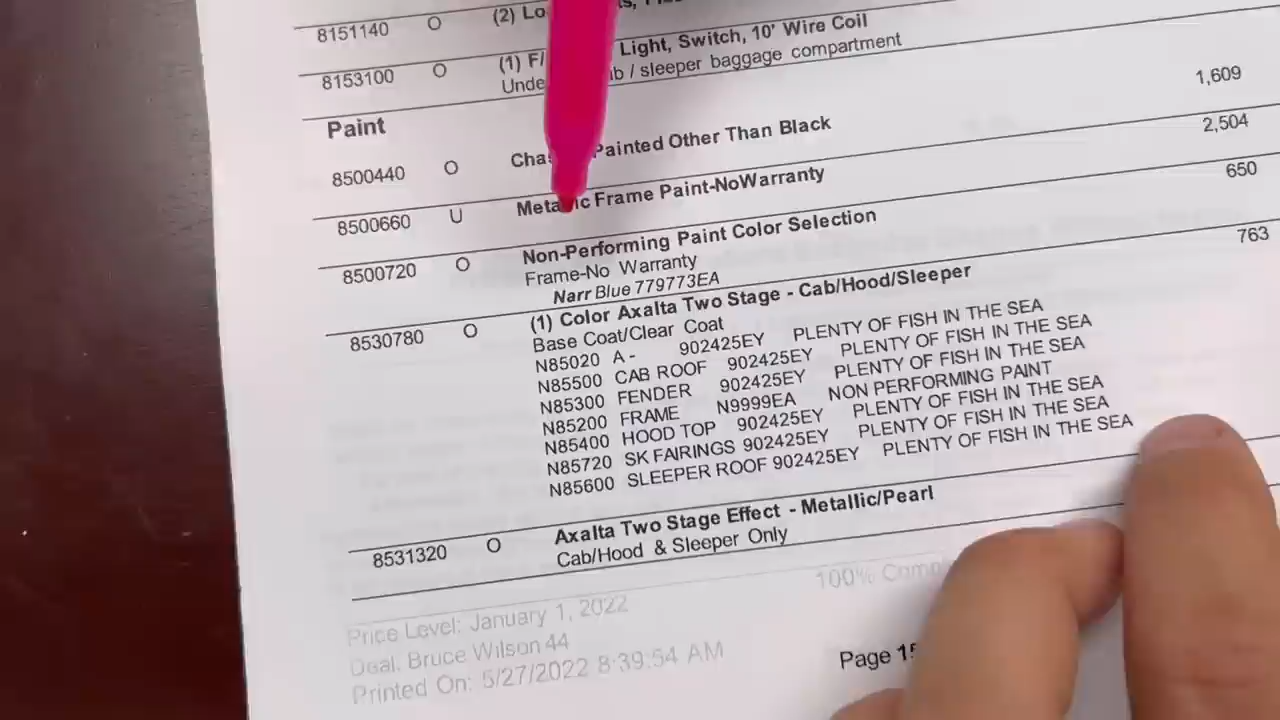 8151140 O (2)
8153100 O (1) Light, Switch, 10' Wire Coil
/ sleeper baggage compartment
Paint 1,609
8500440 O Painted Other Than Black 2,504
8500660 U Metallic Frame Paint-NoWarranty 650
8500720 O Non-Performing Paint Color Selection 763
Frame-No Warranty
Narr Blue 779773EA
8530780 O (1) Color Axalta Two Stage - Cab/Hood/Sleeper
Base Coat/Clear Coat
N85020 A - 902425EY PLENTY OF FISH IN THE SEA
N85500 CAB ROOF 902425EY PLENTY OF FISH IN THE SEA
N85300 FENDER 902425EY PLENTY OF FISH IN THE SEA
N85200 FRAME N9999EA NON PERFORMING PAINT
N85400 HOOD TOP 902425EY PLENTY OF FISH IN THE SEA
N85720 SK FAIRINGS 902425EY PLENTY OF FISH IN THE SEA
N85600 SLEEPER ROOF 902425EY PLENTY OF FISH IN THE SEA
8531320 O Axalta Two Stage Effect - Metallic/Pearl
Cab/Hood & Sleeper Only
Price Level: January 1, 2022 100%
Deal: Bruce Wilson 44
Printed On: 5/27/2022 8:39:54 AM Page